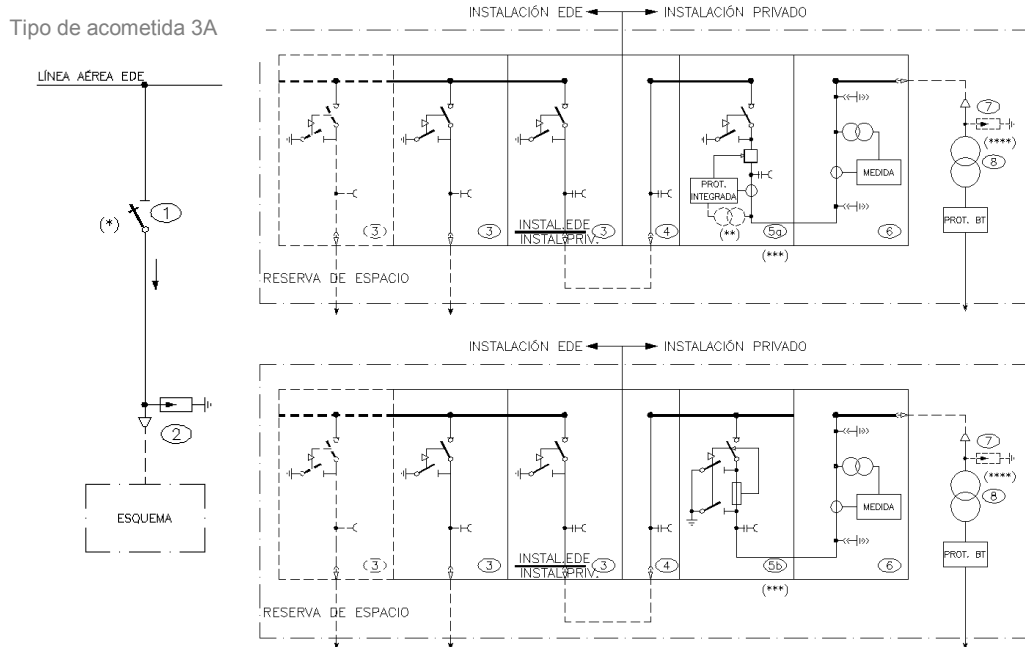 Tipo de acometida 3A
LÍNEA AÉREA EDE
(*)
1
2
ESQUEMA
INSTALACIÓN EDE
INSTALACIÓN PRIVADO
PROT.
INTEGRADA
(**)
MEDIDA
INSTAL.EDE
INSTAL.PRIV.
3
3
3
4
5a
6
(***)
RESERVA DE ESPACIO
7
(****)
8
PROT. BT
INSTALACIÓN EDE
INSTALACIÓN PRIVADO
MEDIDA
INSTAL.EDE
INSTAL.PRIV.
3
3
3
4
5b
6
(***)
RESERVA DE ESPACIO
7
(****)
8
PROT. BT